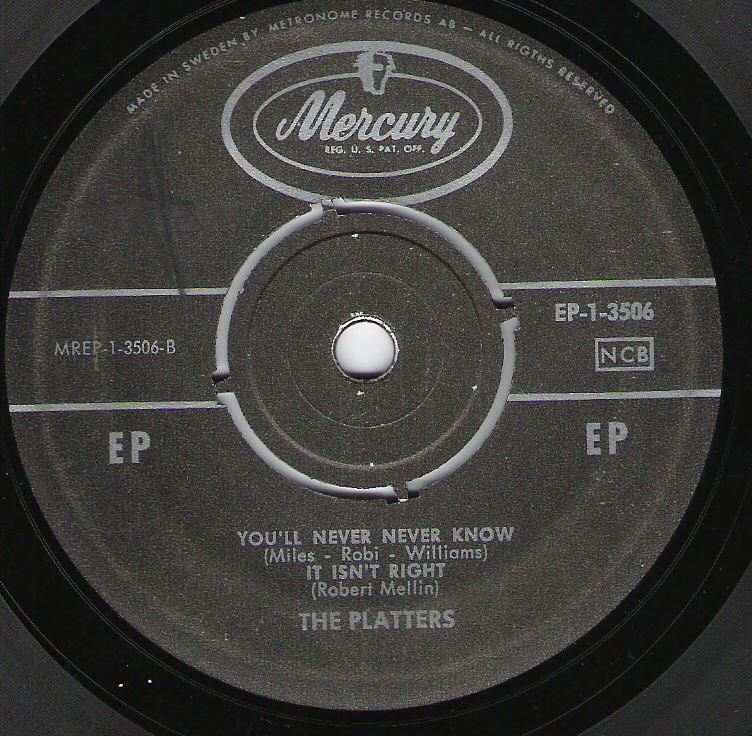 MADE IN SWEDEN BY METRONOME RECORDS AB – ALL RIGTHS RESERVED
Mercury
REG. U. S. PAT. OFF.
EP-1-3506
MREP-1-3506-B
NCB
EP
EP
YOU'LL NEVER NEVER KNOW
(Miles - Robi - Williams)
IT ISN'T RIGHT
(Robert Mellin)
THE PLATTERS